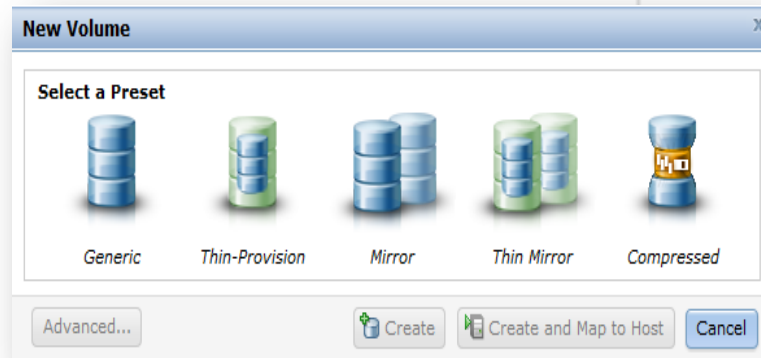 New Volume x
Select a Preset
Generic Thin-Provision Mirror Thin Mirror Compressed
Advanced... Create Create and Map to Host Cancel